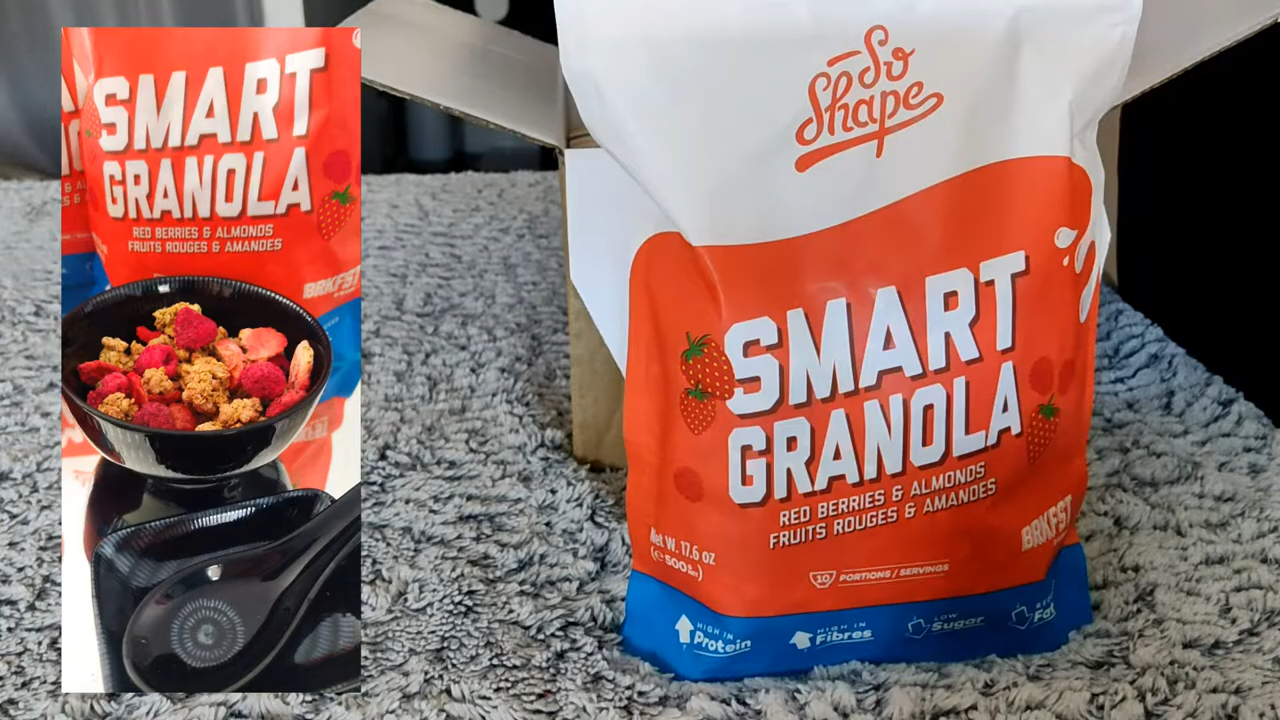 SMART
GRANOLA
RED BERRIES & ALMONDS
FRUITS ROUGES & AMANDES
BRKFST
So
Shape
SMART
GRANOLA
RED BERRIES & ALMONDS
FRUITS ROUGES & AMANDES
BRKFST
Net W. 17.6 oz
(℮ 500g NET)
10 PORTIONS / SERVINGS
HIGH IN
Protein
HIGH IN
Fibres
LOW
Sugar
Fat